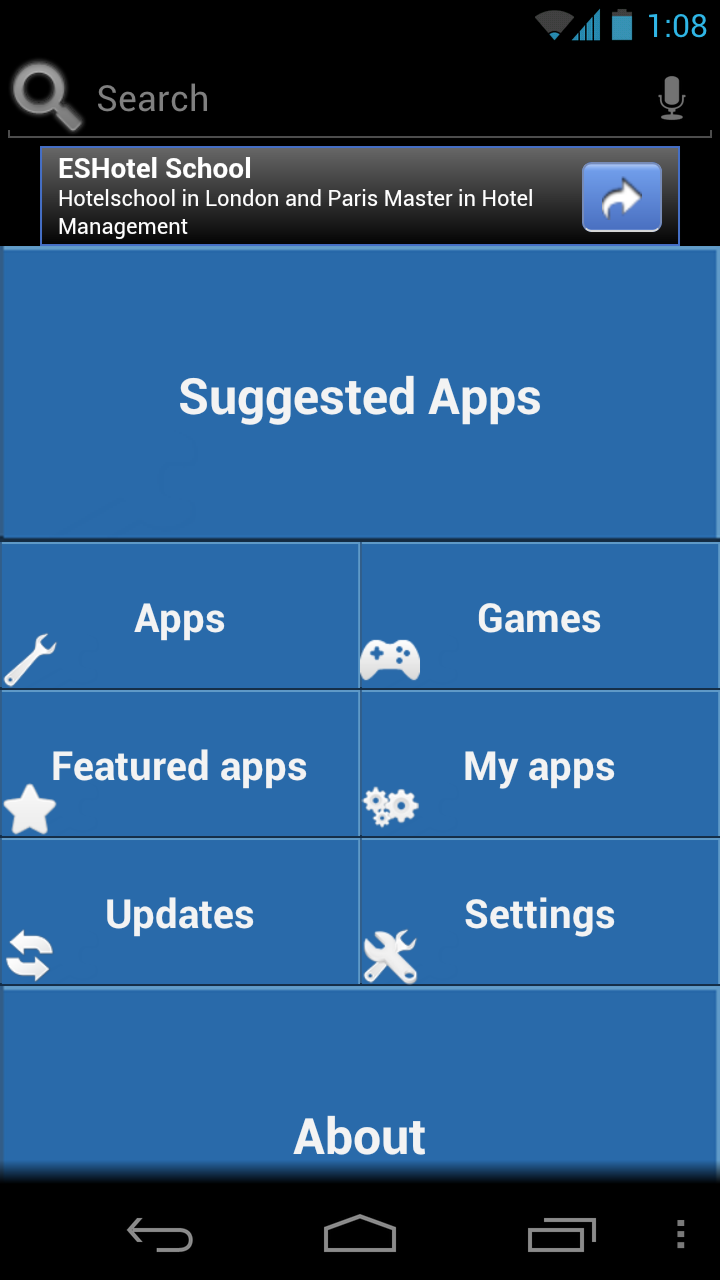 1:08
Search
ESHotel School
Hotelschool in London and Paris Master in Hotel
Management
Suggested Apps
Apps
Games
Featured apps
My apps
Updates
Settings
About